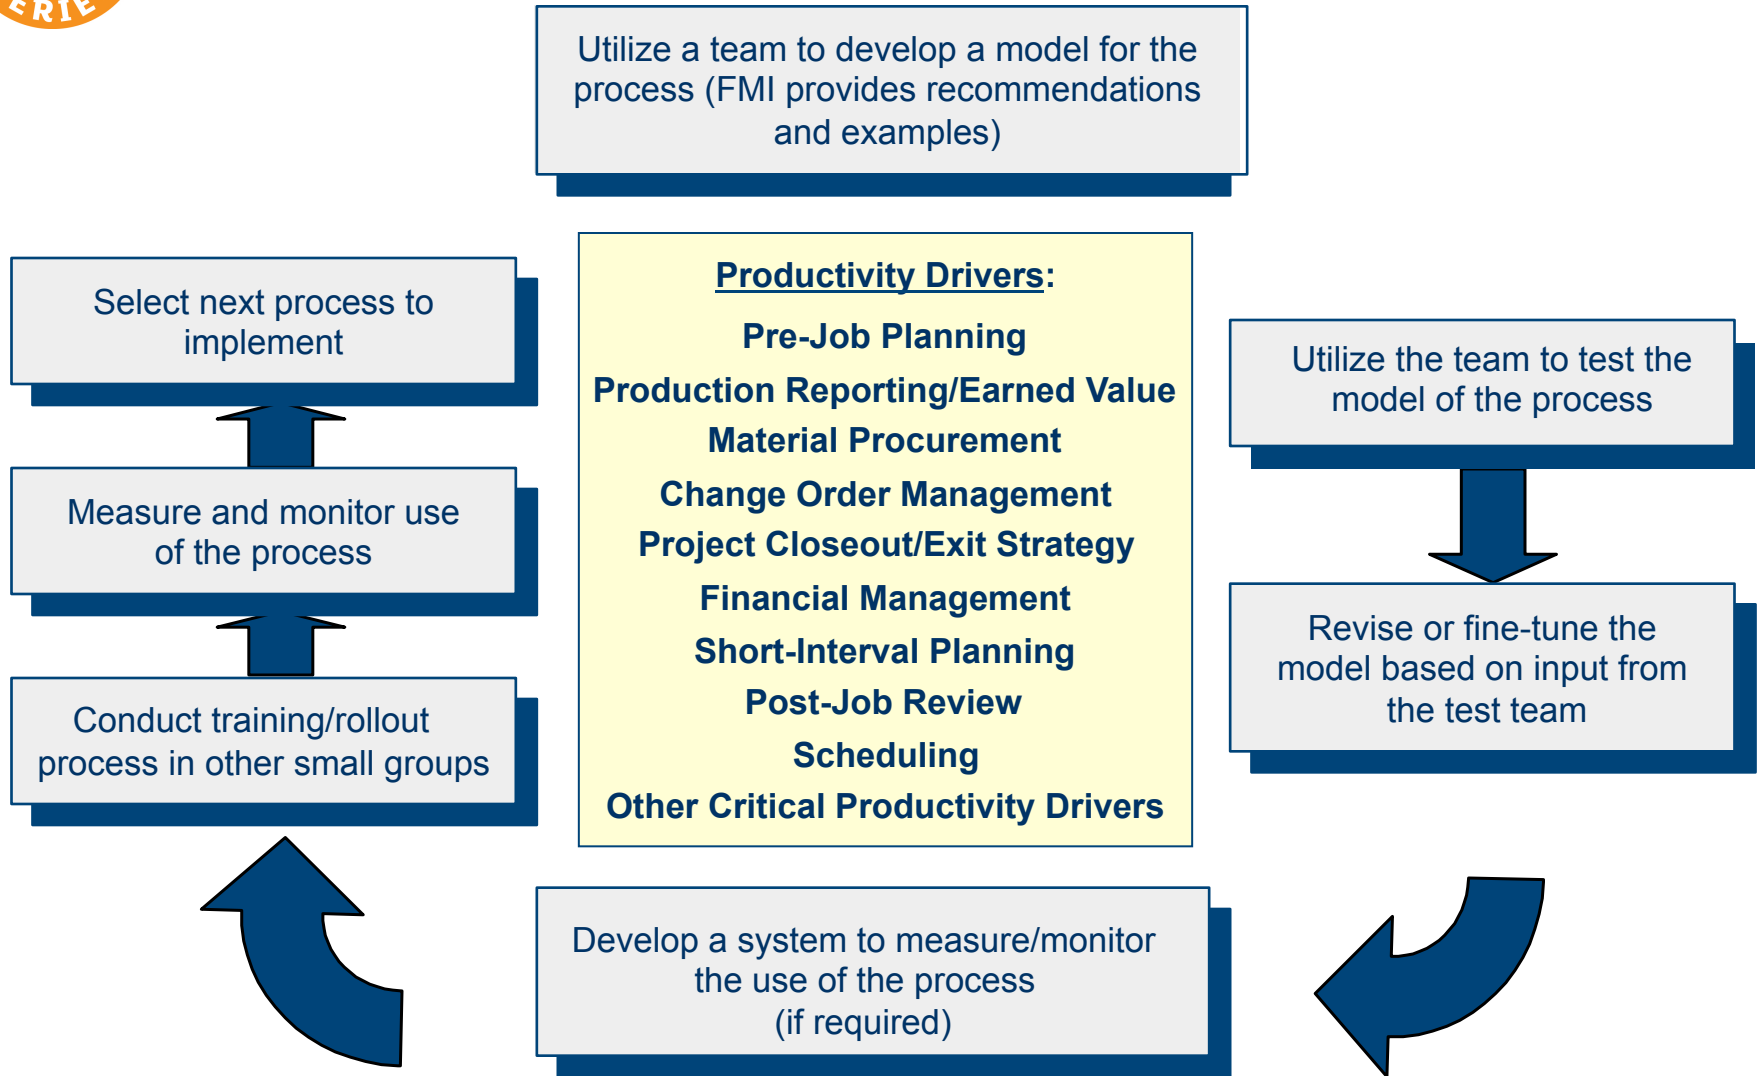 ERIE
Utilize a team to develop a model for the
process (FMI provides recommendations
and examples)
Productivity Drivers:
Pre-Job Planning
Production Reporting/Earned Value
Material Procurement
Change Order Management
Project Closeout/Exit Strategy
Financial Management
Short-Interval Planning
Post-Job Review
Scheduling
Other Critical Productivity Drivers
Utilize the team to test the
model of the process
Revise or fine-tune the
model based on input from
the test team
Develop a system to measure/monitor
the use of the process
(if required)
Conduct training/rollout
process in other small groups
Measure and monitor use
of the process
Select next process to
implement